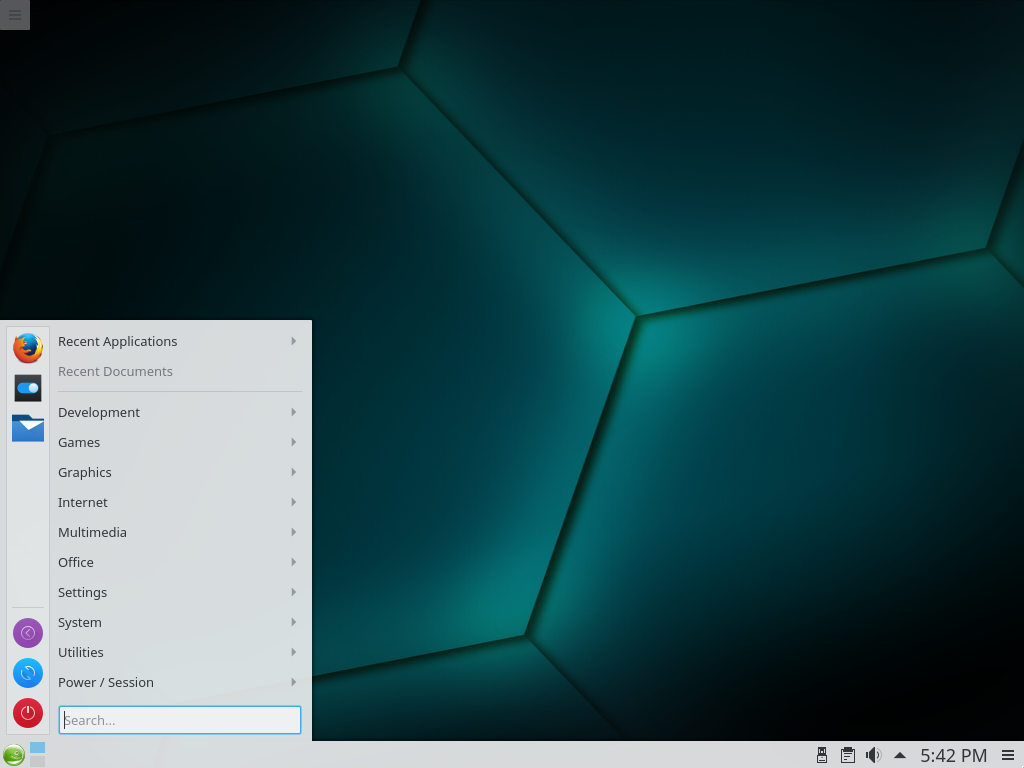 Recent Applications
Recent Documents
Development
Games
Graphics
Internet
Multimedia
Office
Settings
System
Utilities
Power / Session
Search...
5:42 PM